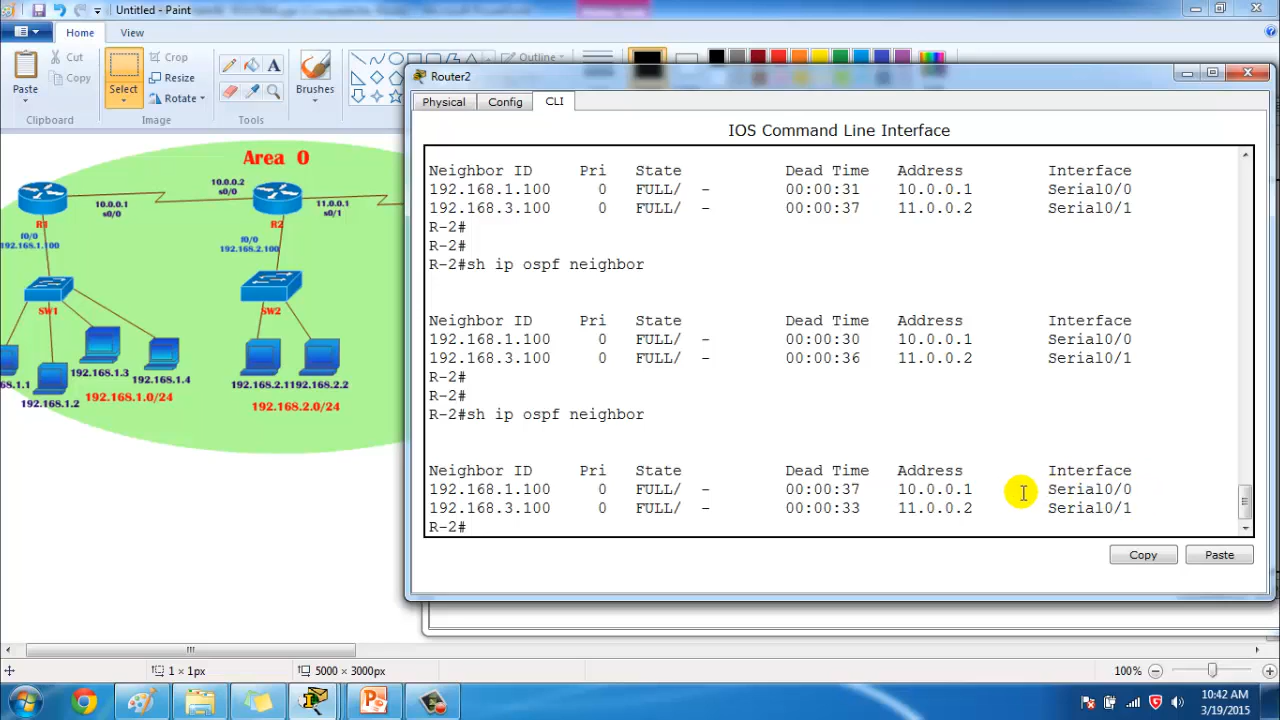 Untitled - Paint
Home View
Paste
Cut
Copy
Clipboard
Select
Crop
Resize
Rotate
Image
Tools
Brushes
Outline
Router2
Physical Config CLI
IOS Command Line Interface
Neighbor ID Pri State Dead Time Address Interface
192.168.1.100 0 FULL/ - 00:00:31 10.0.0.1 Serial0/0
192.168.3.100 0 FULL/ - 00:00:37 11.0.0.2 Serial0/1
R-2#
R-2#
R-2#sh ip ospf neighbor
Neighbor ID Pri State Dead Time Address Interface
192.168.1.100 0 FULL/ - 00:00:30 10.0.0.1 Serial0/0
192.168.3.100 0 FULL/ - 00:00:36 11.0.0.2 Serial0/1
R-2#
R-2#
R-2#sh ip ospf neighbor
Neighbor ID Pri State Dead Time Address Interface
192.168.1.100 0 FULL/ - 00:00:37 10.0.0.1 Serial0/0
192.168.3.100 0 FULL/ - 00:00:33 11.0.0.2 Serial0/1
R-2#
Copy Paste
Area 0
10.0.0.2
s0/0
10.0.0.1
s0/0
11.0.0.1
s0/1
R1
R2
f0/0
192.168.1.100
f0/0
192.168.2.100
SW1
SW2
192.168.1.2
192.168.1.3
192.168.1.4
192.168.1.0/24
192.168.2.1 192.168.2.2
192.168.2.0/24
1 × 1px
5000 × 3000px
100%
10:42 AM
3/19/2015